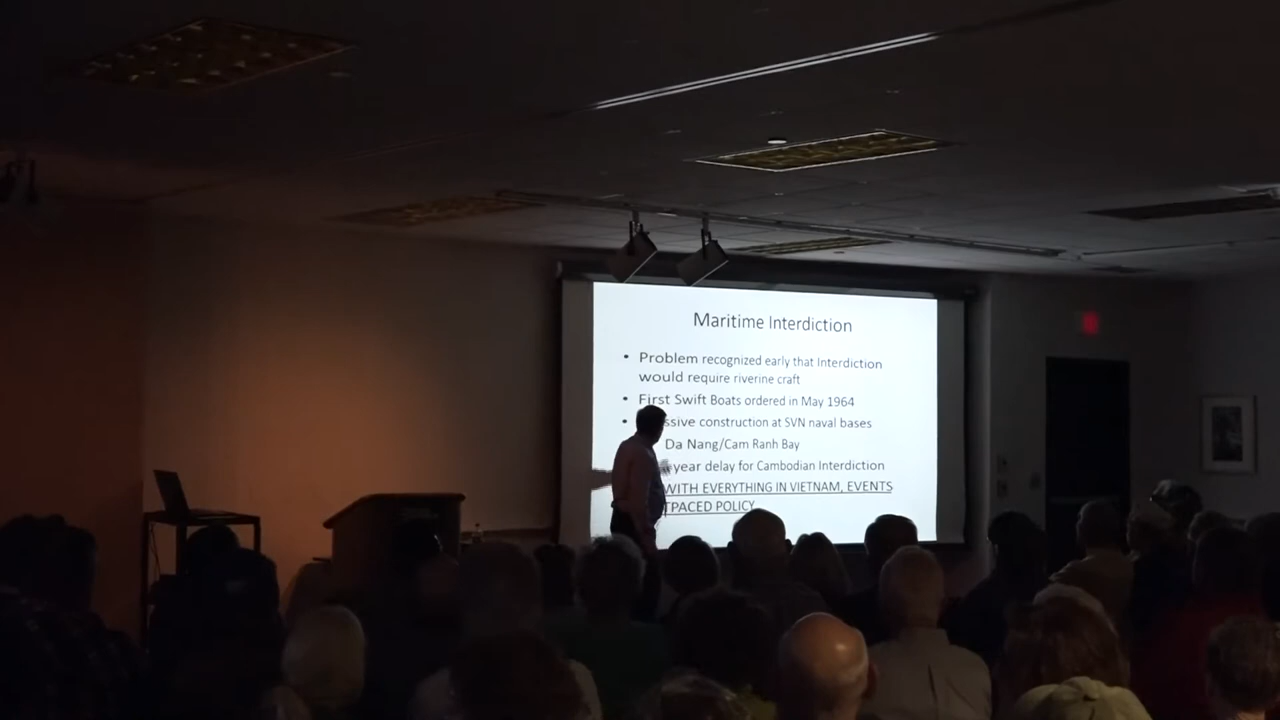 Maritime Interdiction
• Problem recognized early that Interdiction
would require riverine craft
• First Swift Boats ordered in May 1964
• ssive construction at SVN naval bases
Da Nang/Cam Ranh Bay
year delay for Cambodian Interdiction
WITH EVERYTHING IN VIETNAM, EVENTS
TPACED POLICY